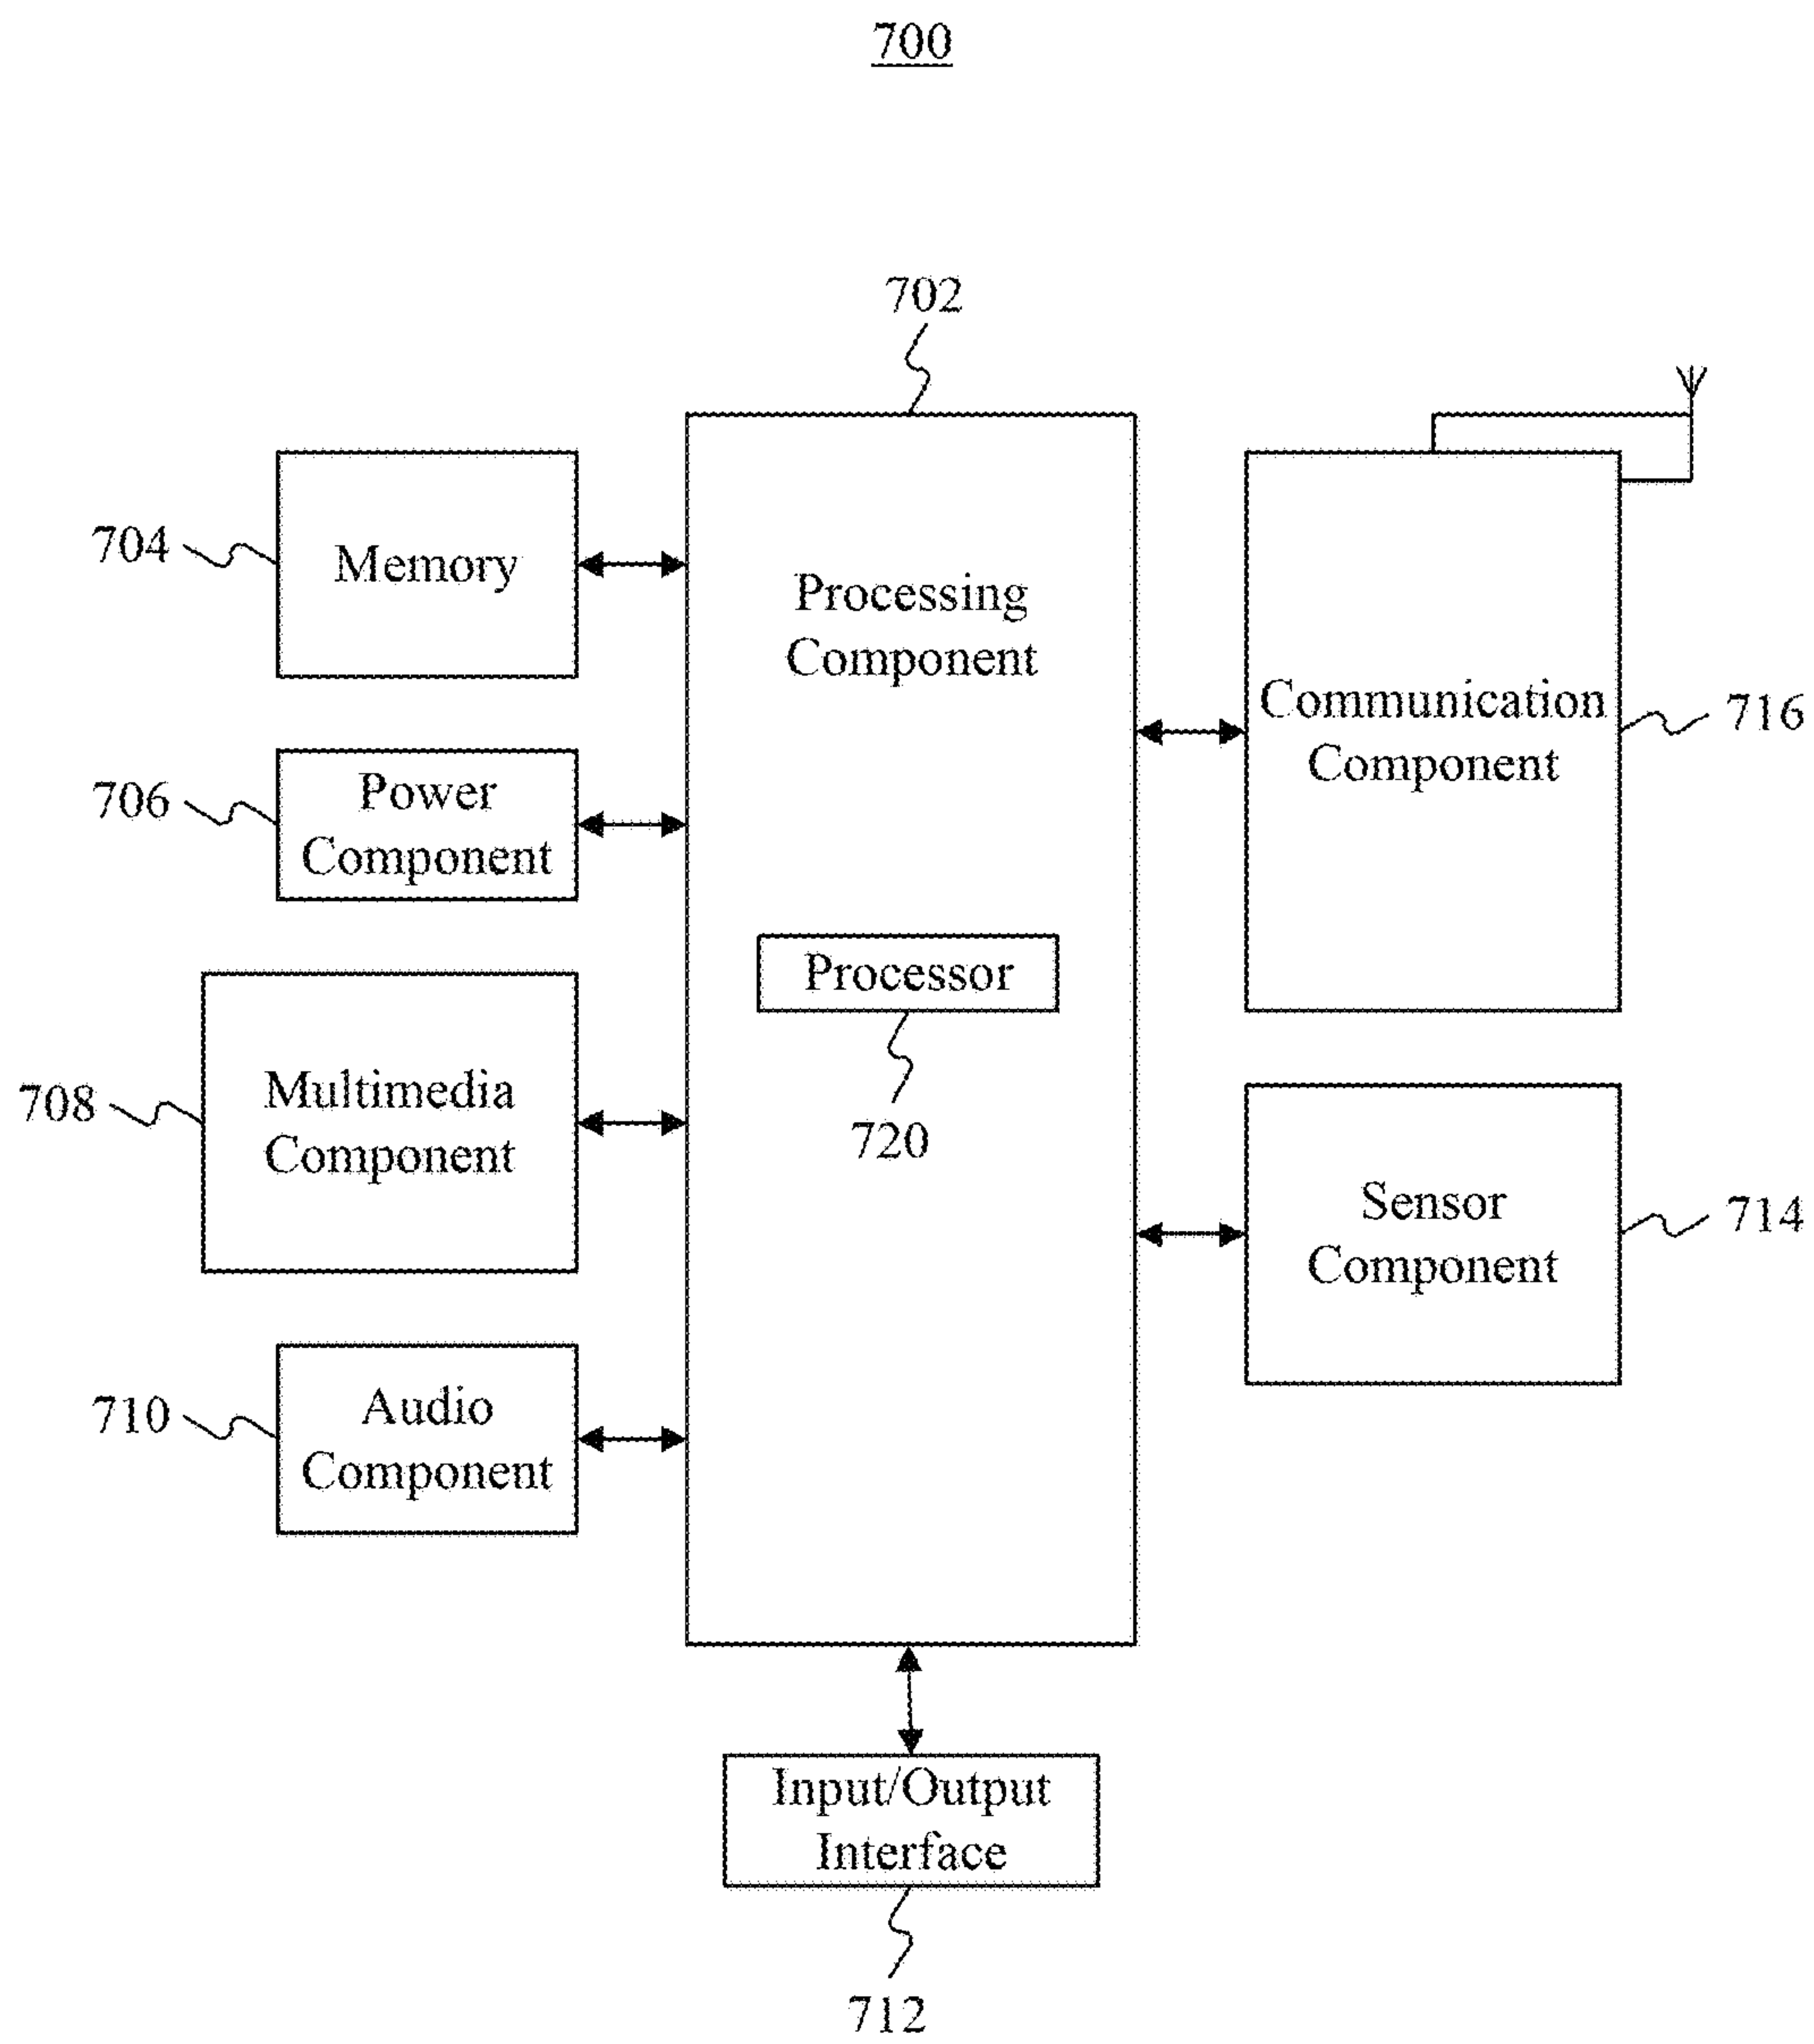 700
702
704
Memory
Processing
Component
Communication
Component
716
706
Power
Component
Processor
720
708
Multimedia
Component
Sensor
Component
714
710
Audio
Component
Input/Output
Interface
712